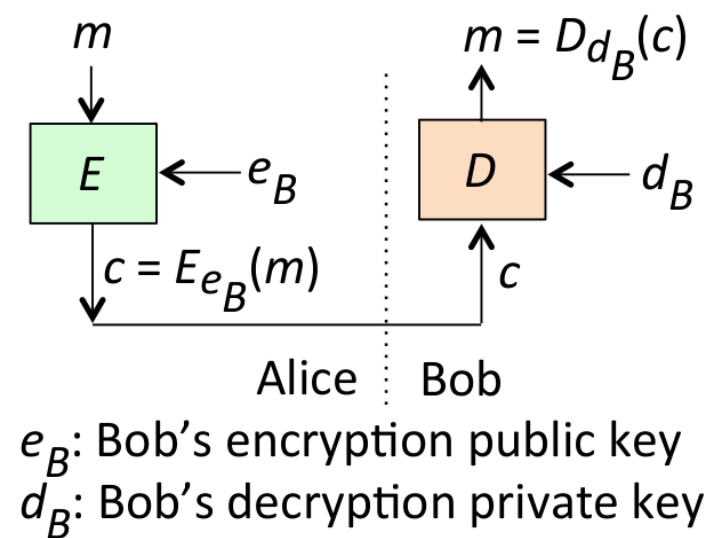 m
m = D_{d_B}(c)
E
e_B
D
d_B
c = E_{e_B}(m)
c
Alice
Bob
e_B: Bob’s encryption public key
d_B: Bob’s decryption private key